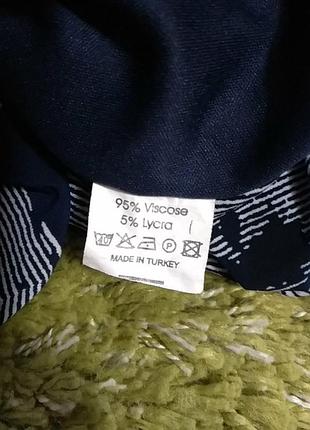 95% Viscose
5% Lycra
P
MADE IN TURKEY